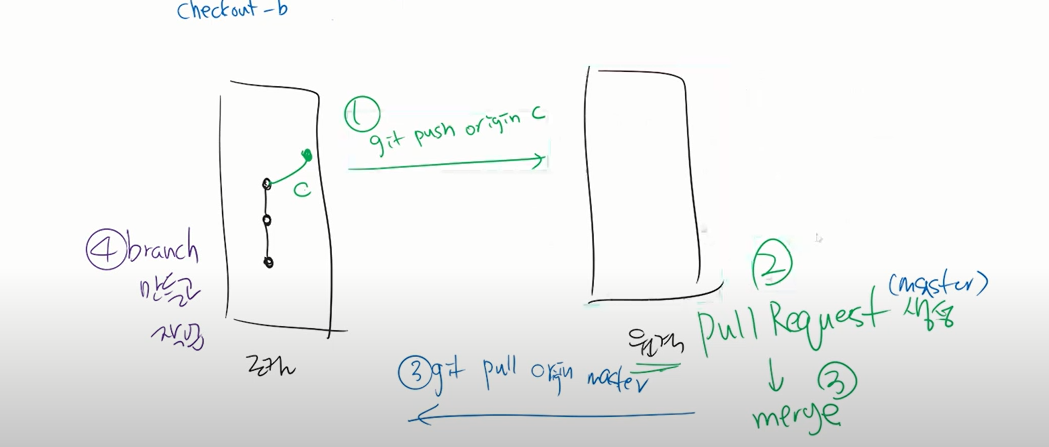 checkout -b
①
git push origin c
c
④ branch
만들고
작업
로컬
②
(master)
Pull Request 생성
원격
↓ ③
merge
③ git pull origin master